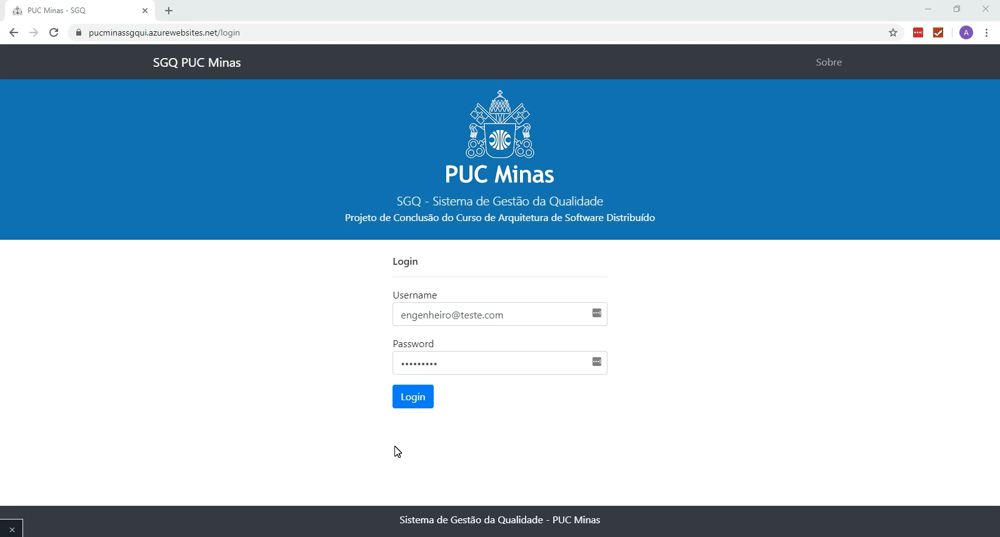 PUC Minas - SGQ
pucminassgqui.azurewebsites.net/login
A
SGQ PUC Minas
Sobre
PUC Minas
SGQ - Sistema de Gestão da Qualidade
Projeto de Conclusão do Curso de Arquitetura de Software Distribuído
Login
Username
engenheiro@teste.com
Password
•••••••••
Login
Sistema de Gestão da Qualidade - PUC Minas